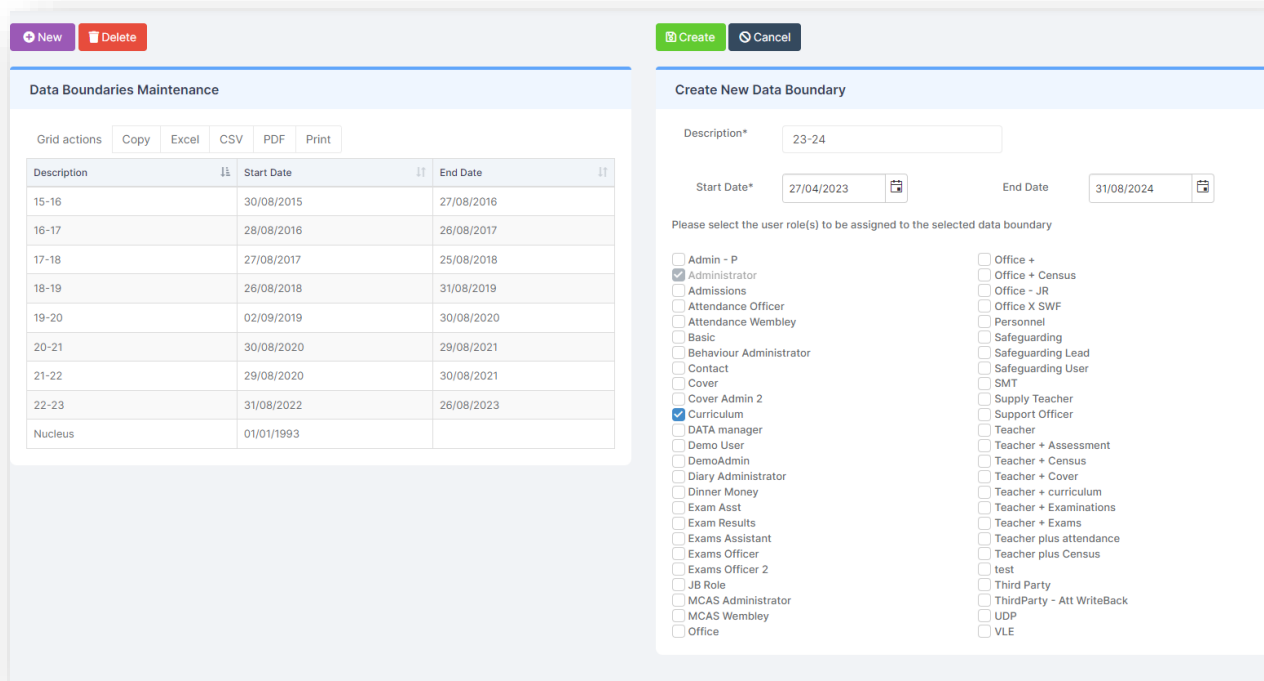 New Delete
Data Boundaries Maintenance
Grid actions Copy Excel CSV PDF Print
Description Start Date End Date
15-16 30/08/2015 27/08/2016
16-17 28/08/2016 26/08/2017
17-18 27/08/2017 25/08/2018
18-19 26/08/2018 31/08/2019
19-20 02/09/2019 30/08/2020
20-21 30/08/2020 29/08/2021
21-22 29/08/2020 30/08/2021
22-23 31/08/2022 26/08/2023
Nucleus 01/01/1993
Create Cancel
Create New Data Boundary
Description* 23-24
Start Date* 27/04/2023 End Date 31/08/2024
Please select the user role(s) to be assigned to the selected data boundary
Admin - P
Administrator
Admissions
Attendance Officer
Attendance Wembley
Basic
Behaviour Administrator
Contact
Cover
Cover Admin 2
Curriculum
DATA manager
Demo User
DemoAdmin
Diary Administrator
Dinner Money
Exam Asst
Exam Results
Exams Assistant
Exams Officer
Exams Officer 2
JB Role
MCAS Administrator
MCAS Wembley
Office
Office +
Office + Census
Office - JR
Office X SWF
Personnel
Safeguarding
Safeguarding Lead
Safeguarding User
SMT
Supply Teacher
Support Officer
Teacher
Teacher + Assessment
Teacher + Census
Teacher + Cover
Teacher + curriculum
Teacher + Examinations
Teacher + Exams
Teacher plus attendance
Teacher plus Census
test
Third Party
ThirdParty - Att WriteBack
UDP
VLE